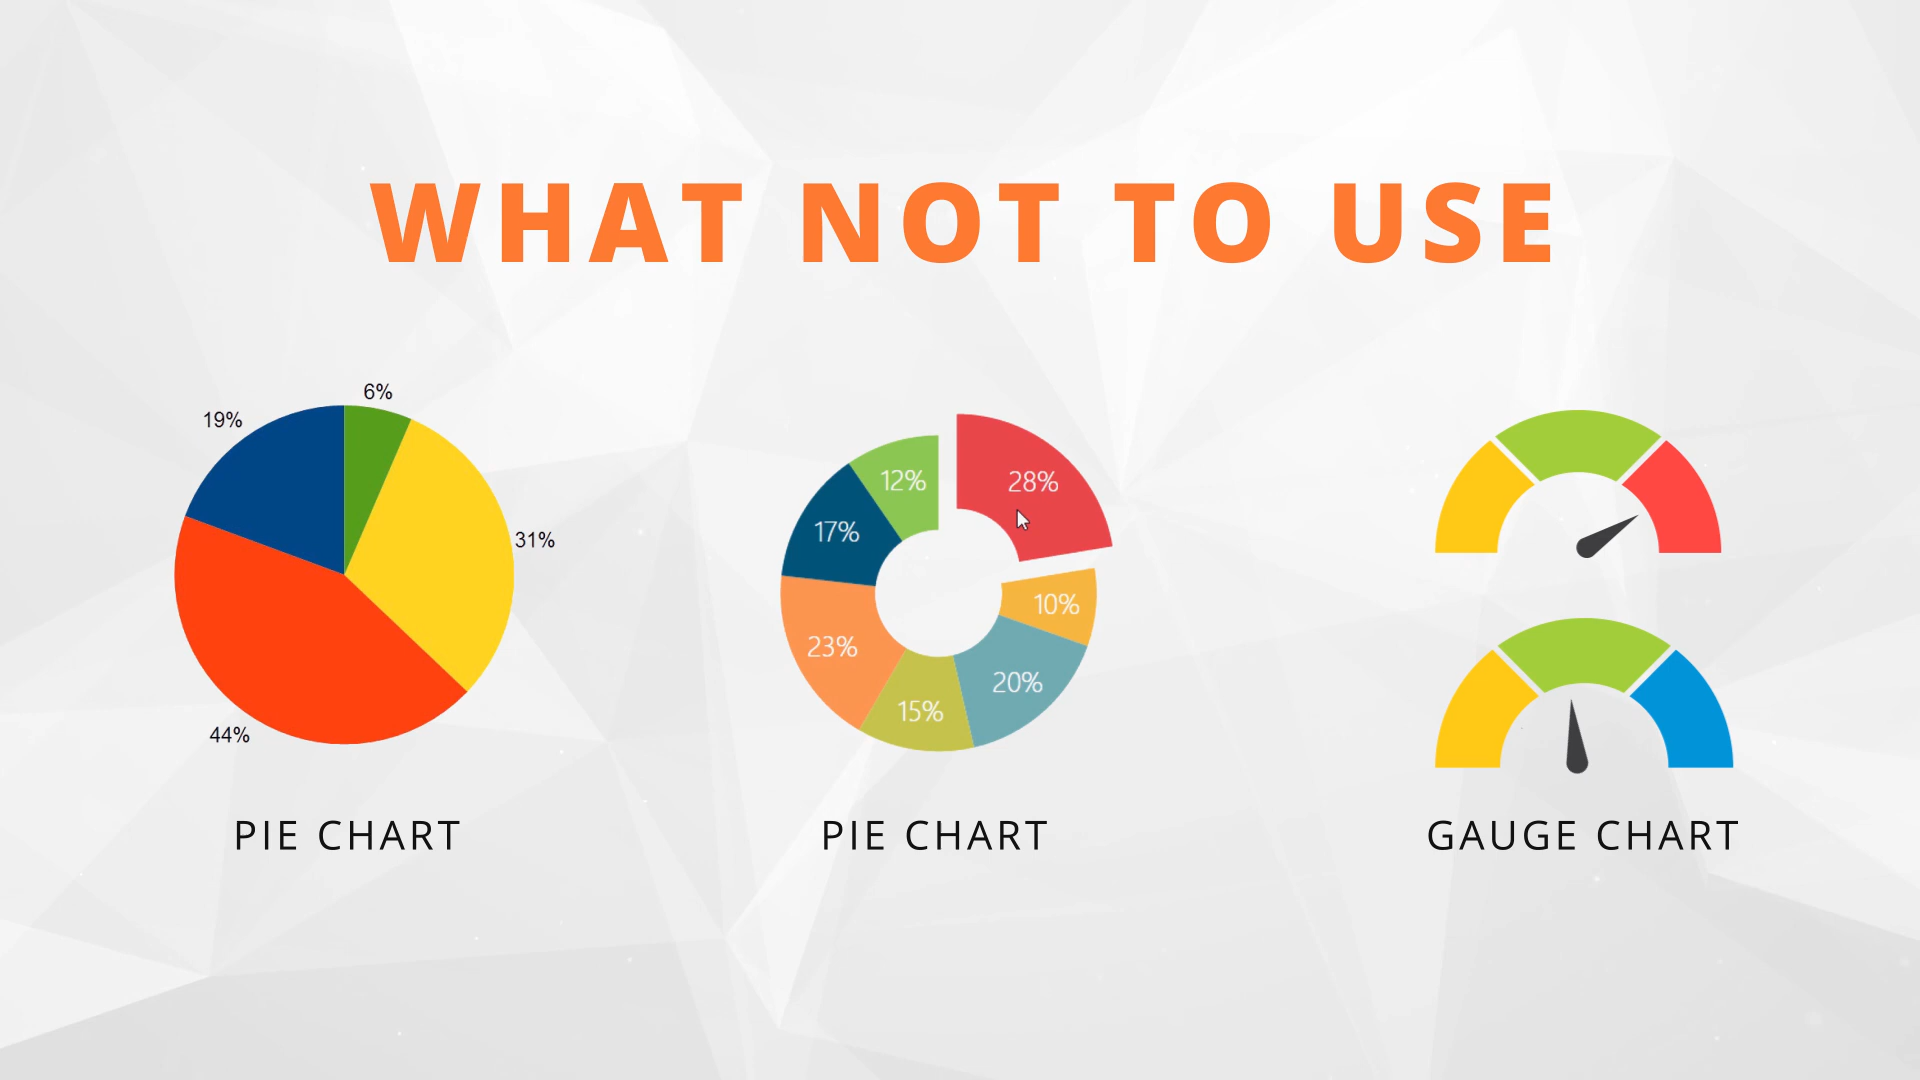 WHAT NOT TO USE
6%
19%
31%
44%
PIE CHART
28%
12%
17%
10%
23%
20%
15%
PIE CHART
GAUGE CHART